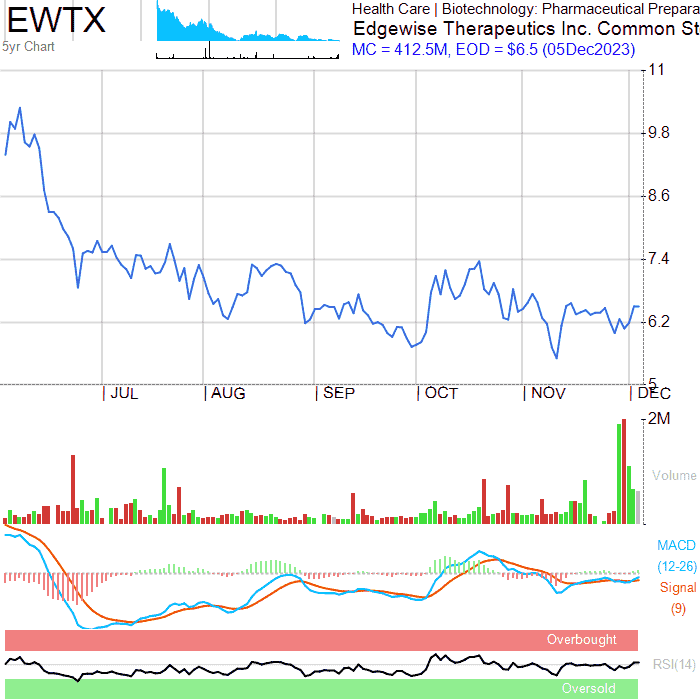 EWTX
5yr Chart
Health Care | Biotechnology: Pharmaceutical Prepara
Edgewise Therapeutics Inc. Common St
MC = 412.5M, EOD = $6.5 (05Dec2023)
11
9.8
8.6
7.4
6.2
5
JUL
AUG
SEP
OCT
NOV
DEC
2M
Volume
MACD
(12-26)
Signal
(9)
Overbought
RSI(14)
Oversold